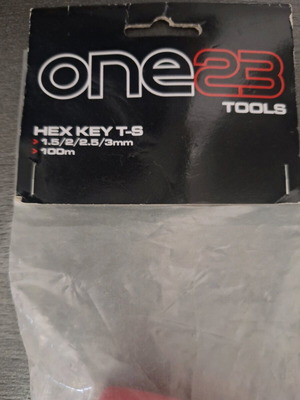 one23
TOOLS
HEX KEY T-S
> 1.5/2/2.5/3mm
> 100m